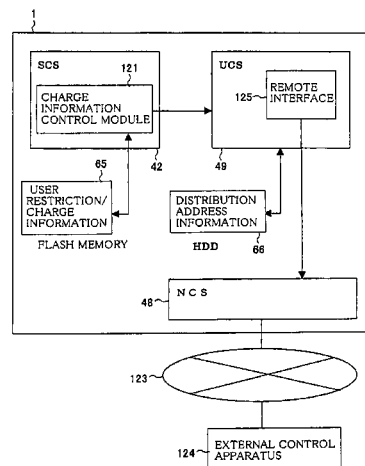 1
SCS
121
CHARGE
INFORMATION
CONTROL MODULE
42
UCS
125
REMOTE
INTERFACE
49
65
USER
RESTRICTION/
CHARGE
INFORMATION
FLASH MEMORY
DISTRIBUTION
ADDRESS
INFORMATION
HDD
66
NCS
48
123
124
EXTERNAL CONTROL
APPARATUS